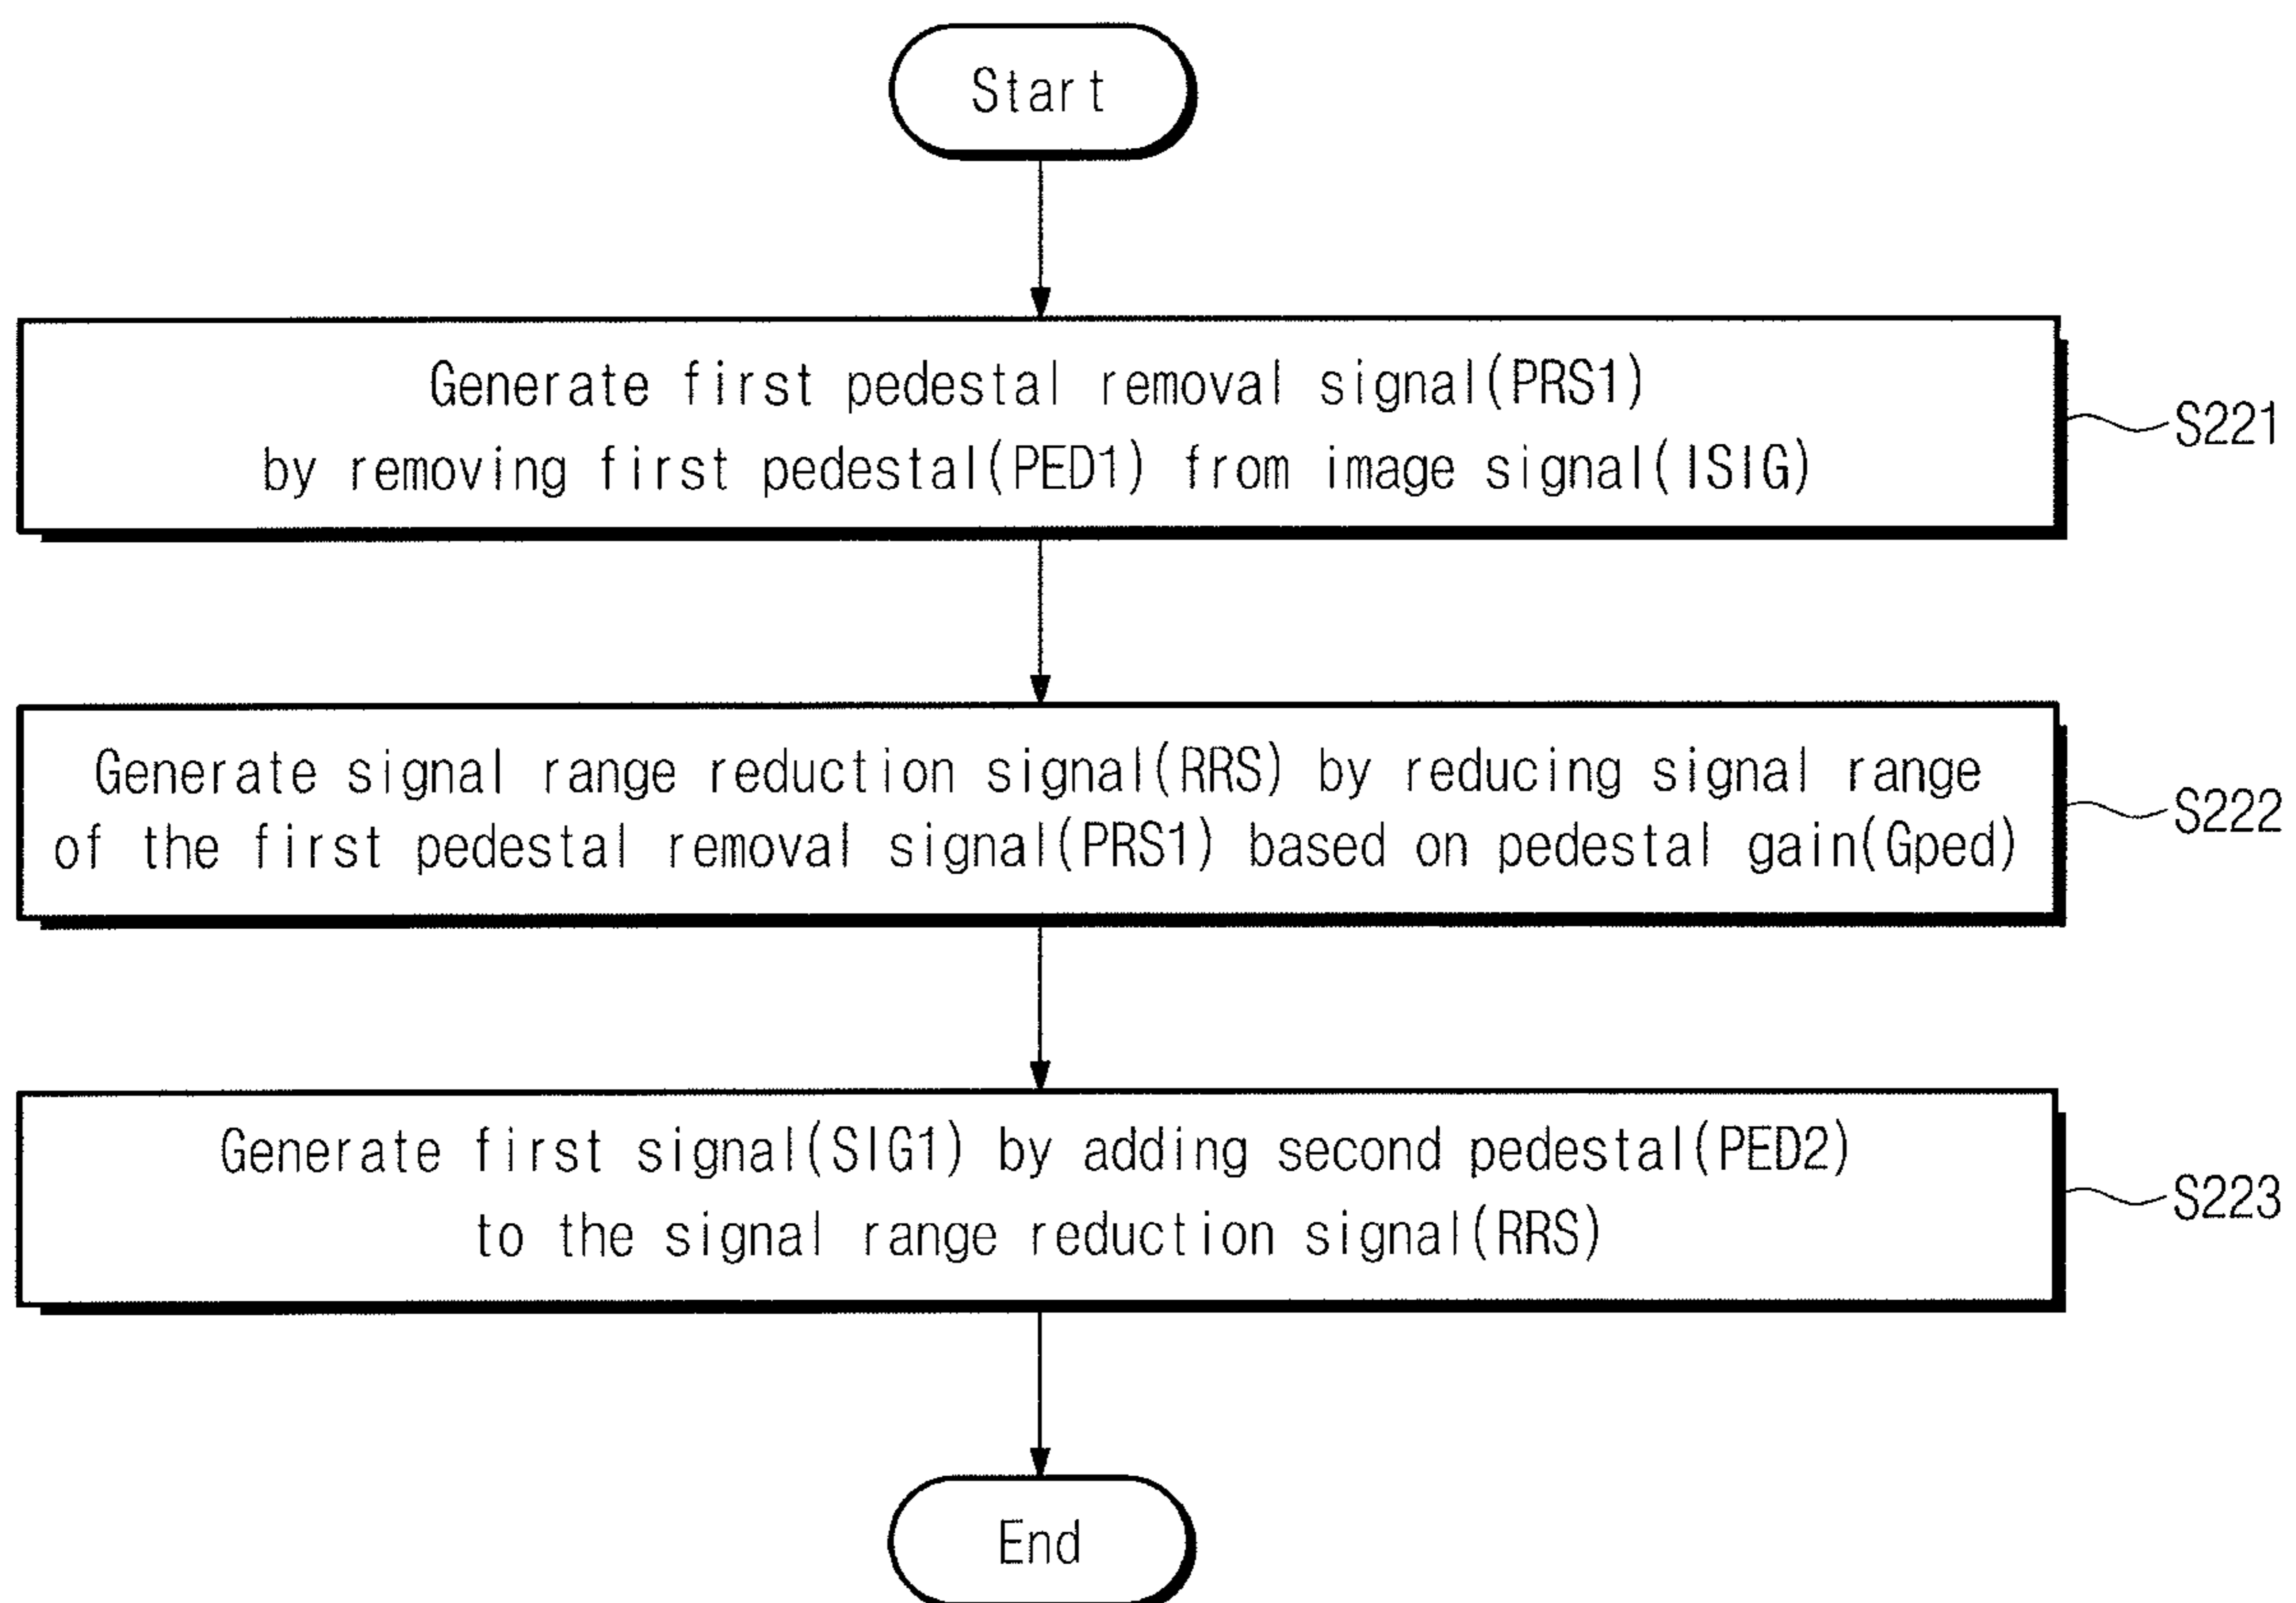 Start
Generate first pedestal removal signal(PRS1)
by removing first pedestal(PED1) from image signal(ISIG)
S221
Generate signal range reduction signal(RRS) by reducing signal range
of the first pedestal removal signal(PRS1) based on pedestal gain(Gped)
S222
Generate first signal(SIG1) by adding second pedestal(PED2)
to the signal range reduction signal(RRS)
S223
End